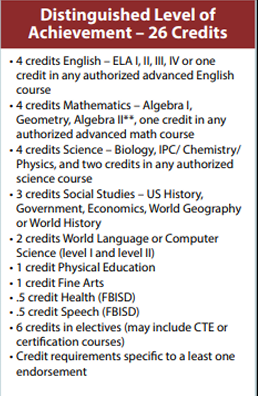 Distinguished Level of
Achievement – 26 Credits
• 4 credits English – ELA I, II, III, IV or one
credit in any authorized advanced English
course
• 4 credits Mathematics – Algebra I,
Geometry, Algebra II**, one credit in any
authorized advanced math course
• 4 credits Science – Biology, IPC/ Chemistry/
Physics, and two credits in any authorized
science course
• 3 credits Social Studies – US History,
Government, Economics, World Geography
or World History
• 2 credits World Language or Computer
Science (level I and level II)
• 1 credit Physical Education
• 1 credit Fine Arts
• .5 credit Health (FBISD)
• .5 credit Speech (FBISD)
• 6 credits in electives (may include CTE or
certification courses)
• Credit requirements specific to a least one
endorsement